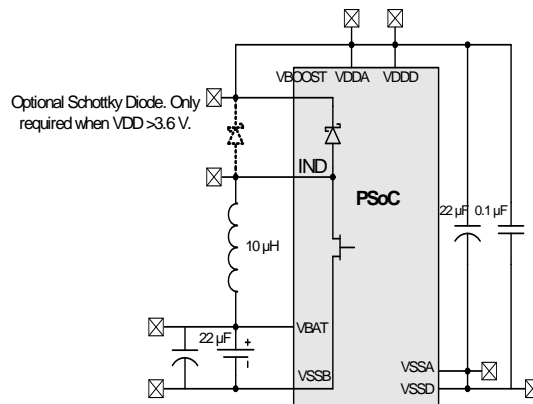 VBOOST VDDA VDDD
Optional Schottky Diode. Only
required when VDD >3.6 V.
IND
PSoC
22 µF 0.1 µF
10 µH
VBAT
22 µF
+
VSSB
VSSA
VSSD